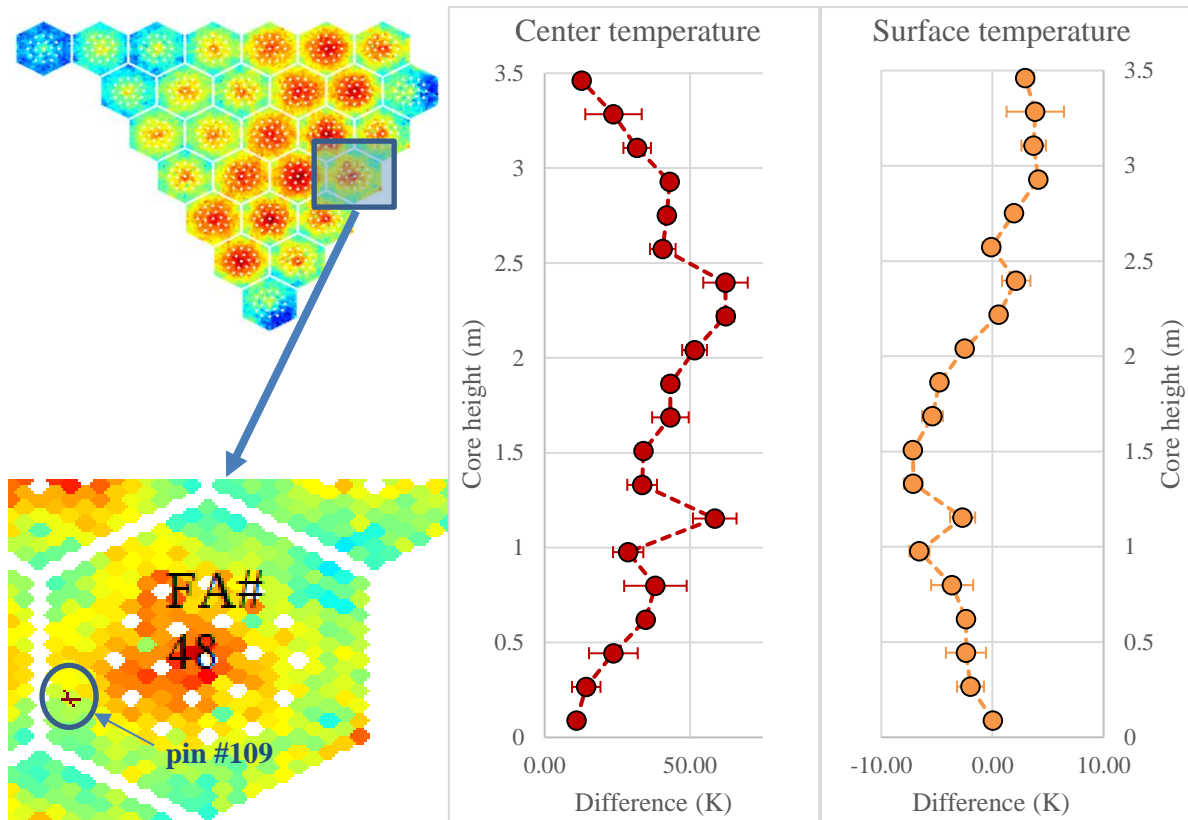 FA#
48
pin #109
Center temperature
3.5
3
2.5
2
1.5
1
0.5
0
Core height (m)
0.00
50.00
Difference (K)
Surface temperature
3.5
3
2.5
2
1.5
1
0.5
0
Core height (m)
-10.00
0.00
10.00
Difference (K)